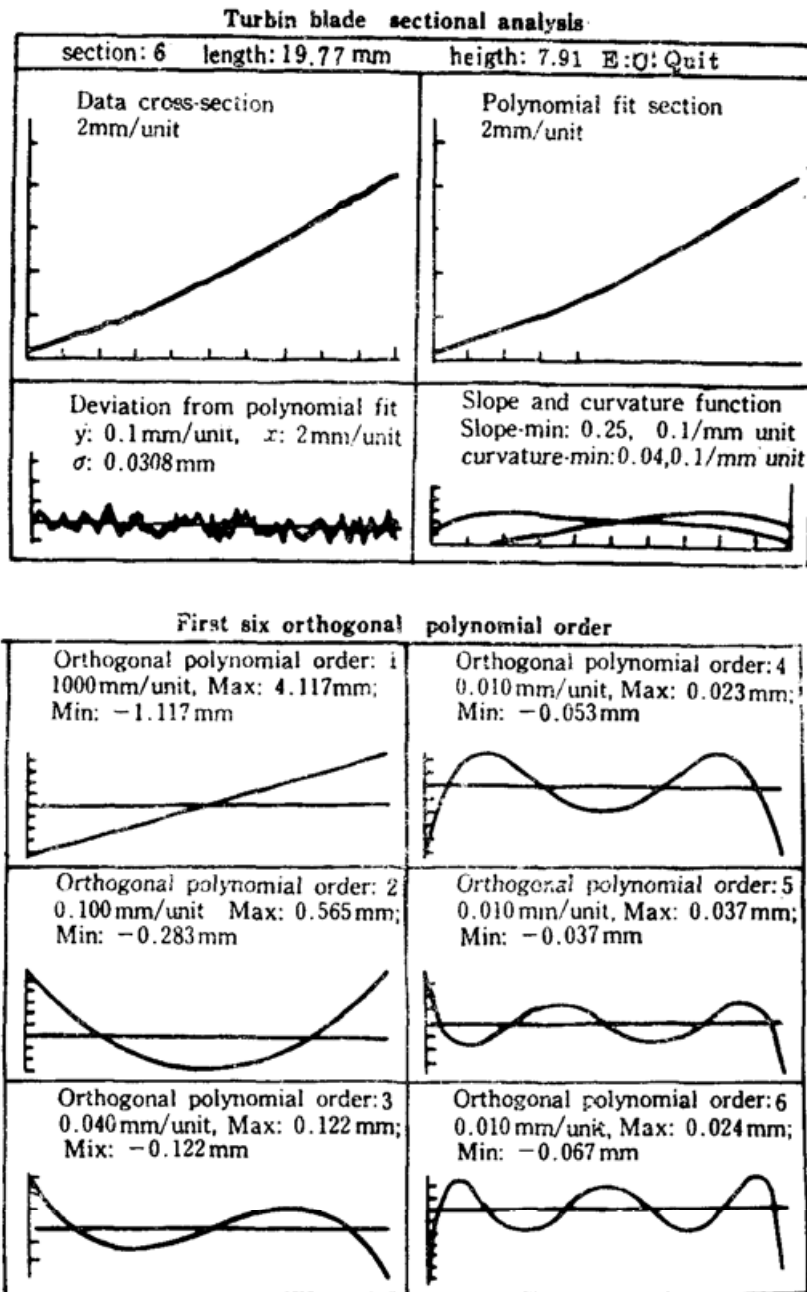 Turbin blade sectional analysis
section: 6 length: 19.77 mm heigth: 7.91 E:Q: Quit
Data cross-section
2mm/unit
Polynomial fit section
2mm/unit
Deviation from polynomial fit
y: 0.1mm/unit, x: 2mm/unit
σ: 0.0308mm
Slope and curvature function
Slope-min: 0.25, 0.1/mm unit
curvature-min:0.04,0.1/mm unit
First six orthogonal polynomial order
Orthogonal polynomial order: 1
1000mm/unit, Max: 4.117mm;
Min: −1.117mm
Orthogonal polynomial order: 2
0.100mm/unit Max: 0.565mm;
Min: −0.283mm
Orthogonal polynomial order:3
0.040mm/unit, Max: 0.122mm;
Mix: −0.122mm
Orthogonal polynomial order:4
0.010mm/unit, Max: 0.023mm;
Min: −0.053mm
Orthogonal polynomial order:5
0.010mm/unit, Max: 0.037mm;
Min: −0.037mm
Orthogonal polynomial order:6
0.010mm/unit, Max: 0.024mm;
Min: −0.067mm